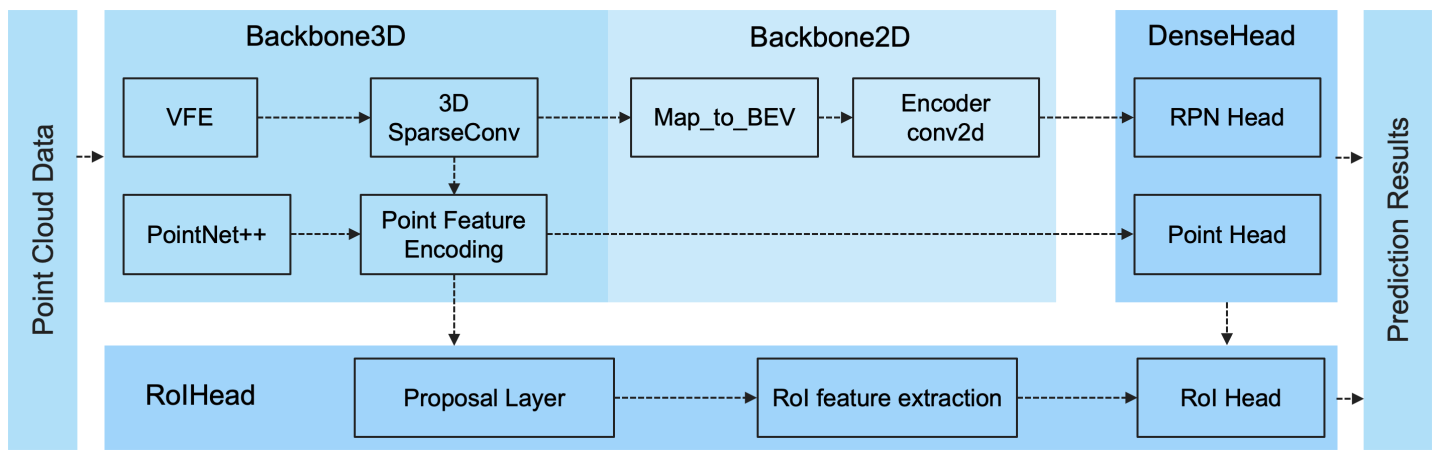 Point Cloud Data
Backbone3D
Backbone2D
DenseHead
VFE
3D
SparseConv
Map_to_BEV
Encoder
conv2d
RPN Head
PointNet++
Point Feature
Encoding
Point Head
RoIHead
Proposal Layer
RoI feature extraction
RoI Head
Prediction Results